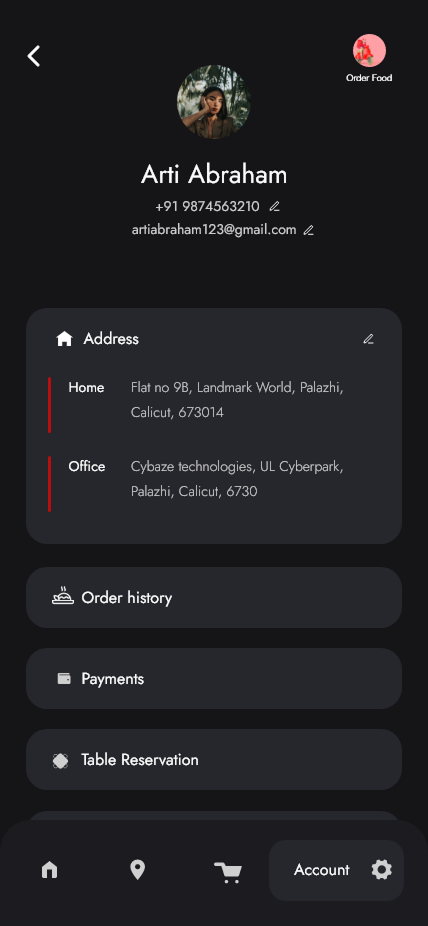 Order Food
Arti Abraham
+91 9874563210
artiabraham123@gmail.com
Address
Home
Flat no 9B, Landmark World, Palazhi,
Calicut, 673014
Office
Cybaze technologies, UL Cyberpark,
Palazhi, Calicut, 6730
Order history
Payments
Table Reservation
Account